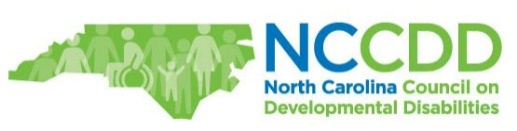 NCCDD
North Carolina Council on
Developmental Disabilities